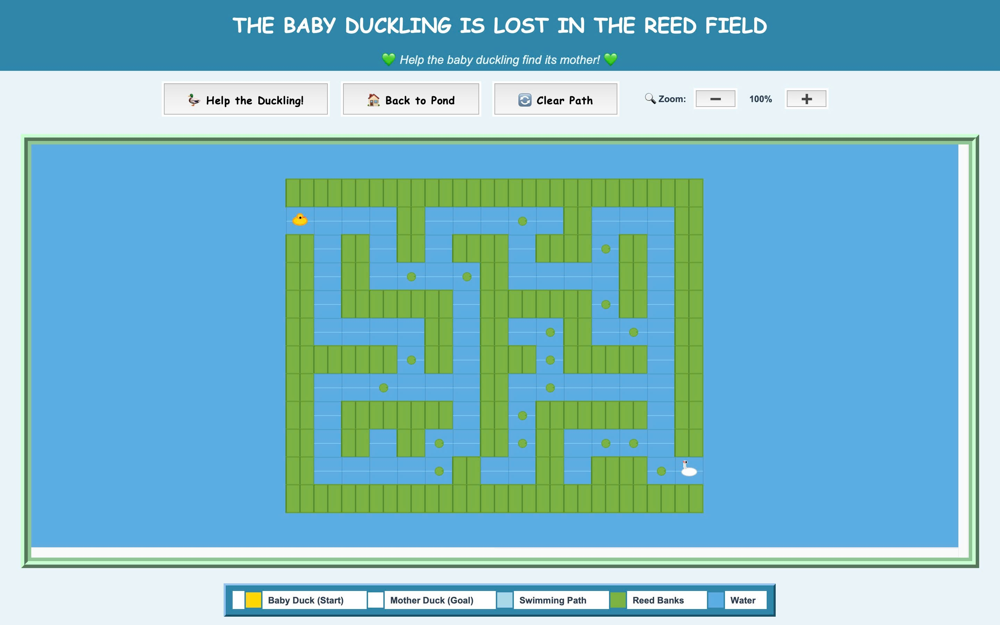 THE BABY DUCKLING IS LOST IN THE REED FIELD
Help the baby duckling find its mother!
Help the Duckling!
Back to Pond
Clear Path
Zoom:
100%
Baby Duck (Start)
Mother Duck (Goal)
Swimming Path
Reed Banks
Water